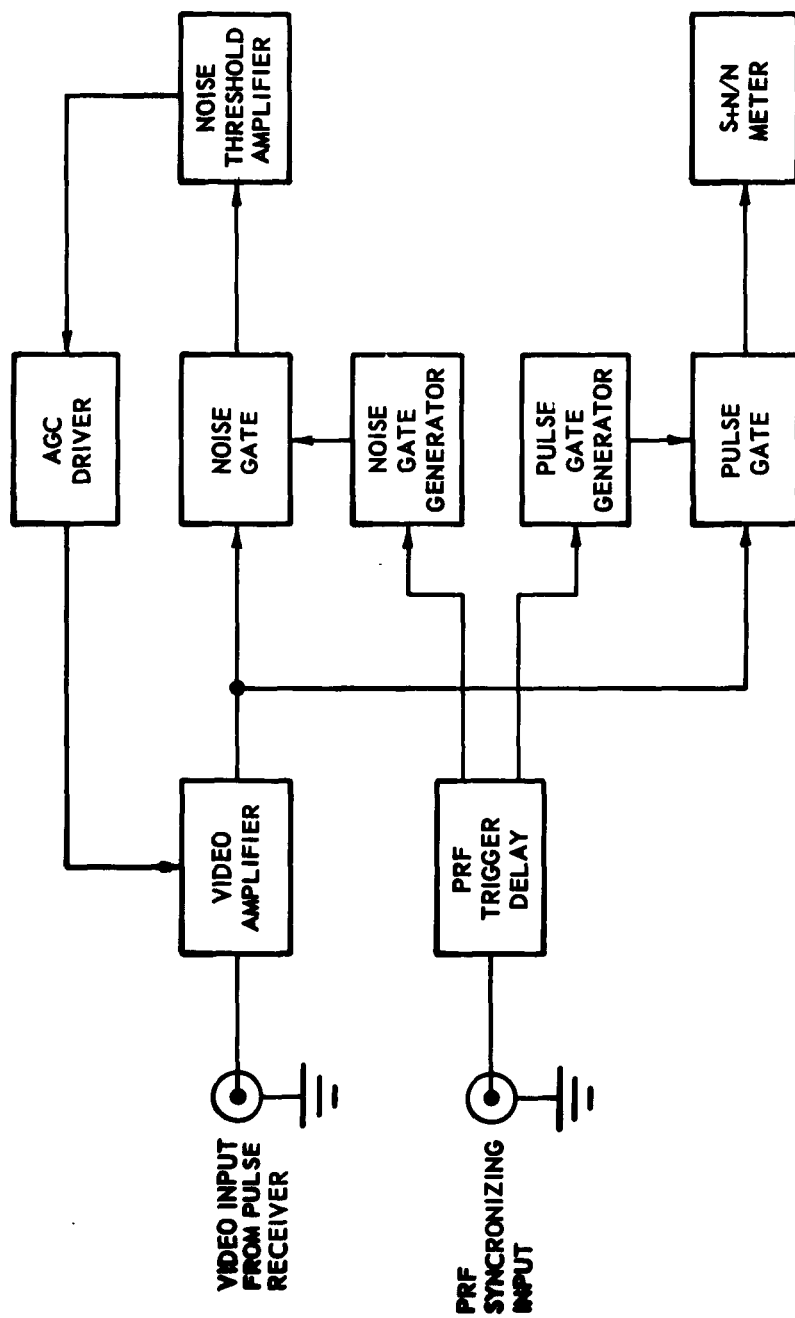 VIDEO INPUT
FROM PULSE
RECEIVER
VIDEO
AMPLIFIER
AGC
DRIVER
NOISE
GATE
NOISE
THRESHOLD
AMPLIFIER
NOISE
GATE
GENERATOR
PRF
SYNCRONIZING
INPUT
PRF
TRIGGER
DELAY
PULSE
GATE
GENERATOR
PULSE
GATE
S+N/N
METER